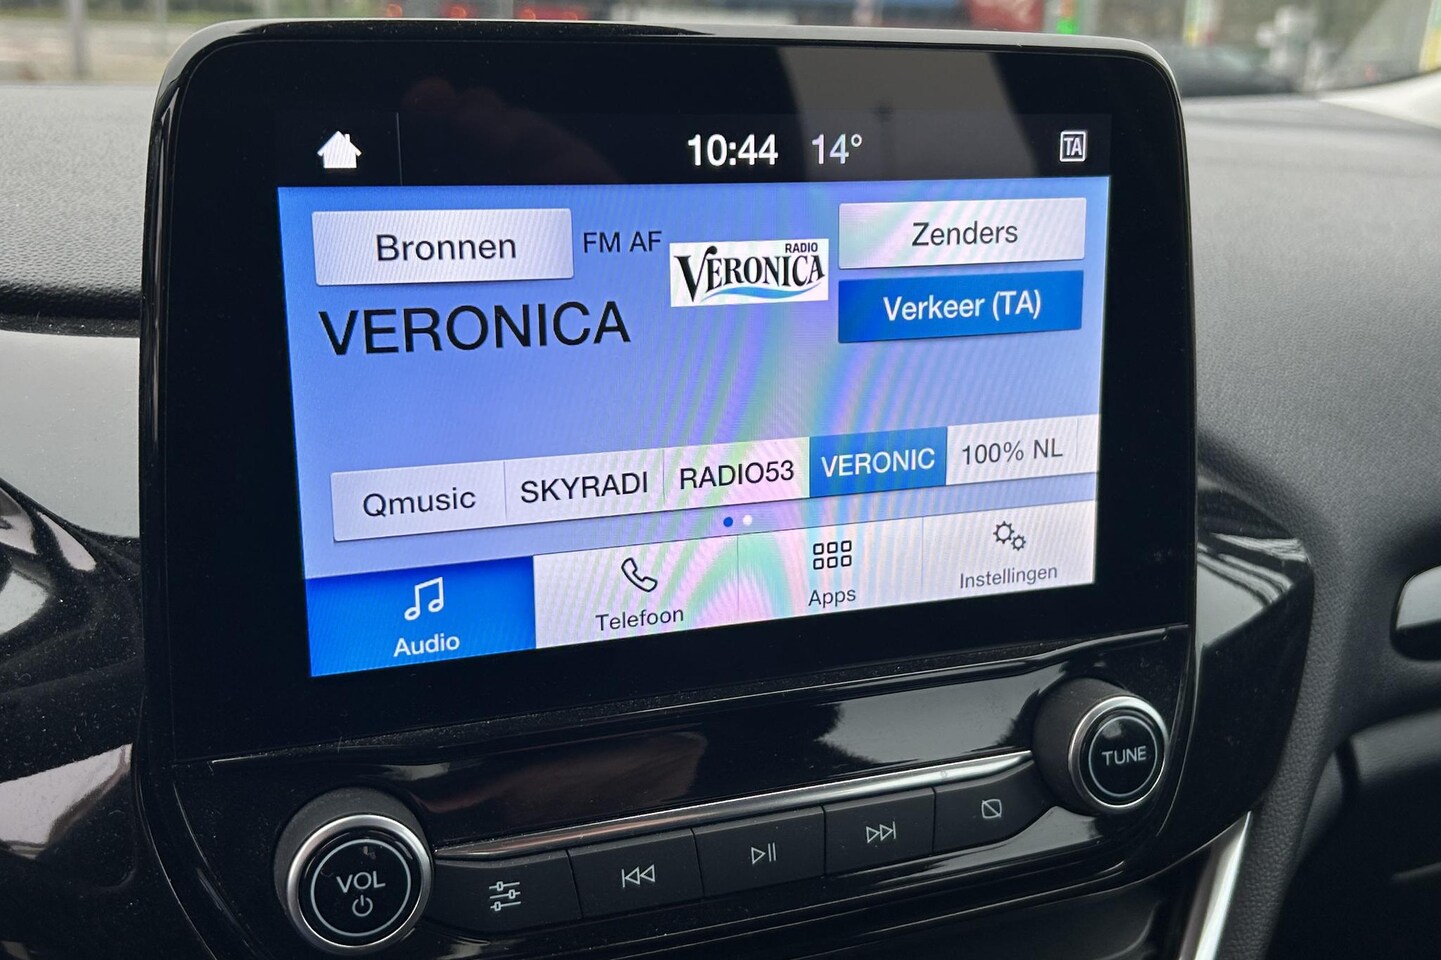 10:44 14° TA
Bronnen FM AF
RADIO
VERONICA
Zenders
Verkeer (TA)
VERONICA
Qmusic SKYRADI RADIO53 VERONIC 100% NL
Audio Telefoon Apps Instellingen
TUNE
VOL